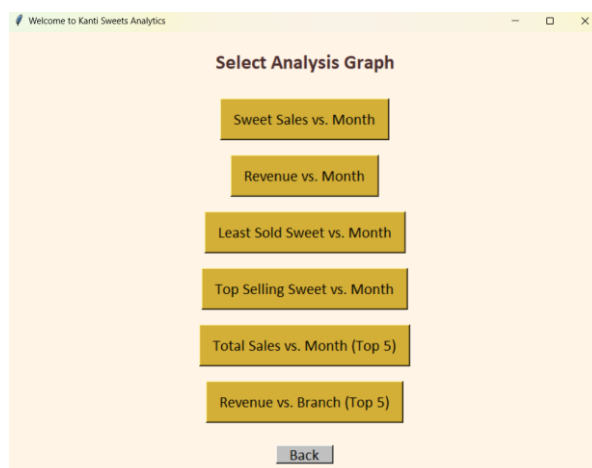 Welcome to Kanti Sweets Analytics
Select Analysis Graph
Sweet Sales vs. Month
Revenue vs. Month
Least Sold Sweet vs. Month
Top Selling Sweet vs. Month
Total Sales vs. Month (Top 5)
Revenue vs. Branch (Top 5)
Back